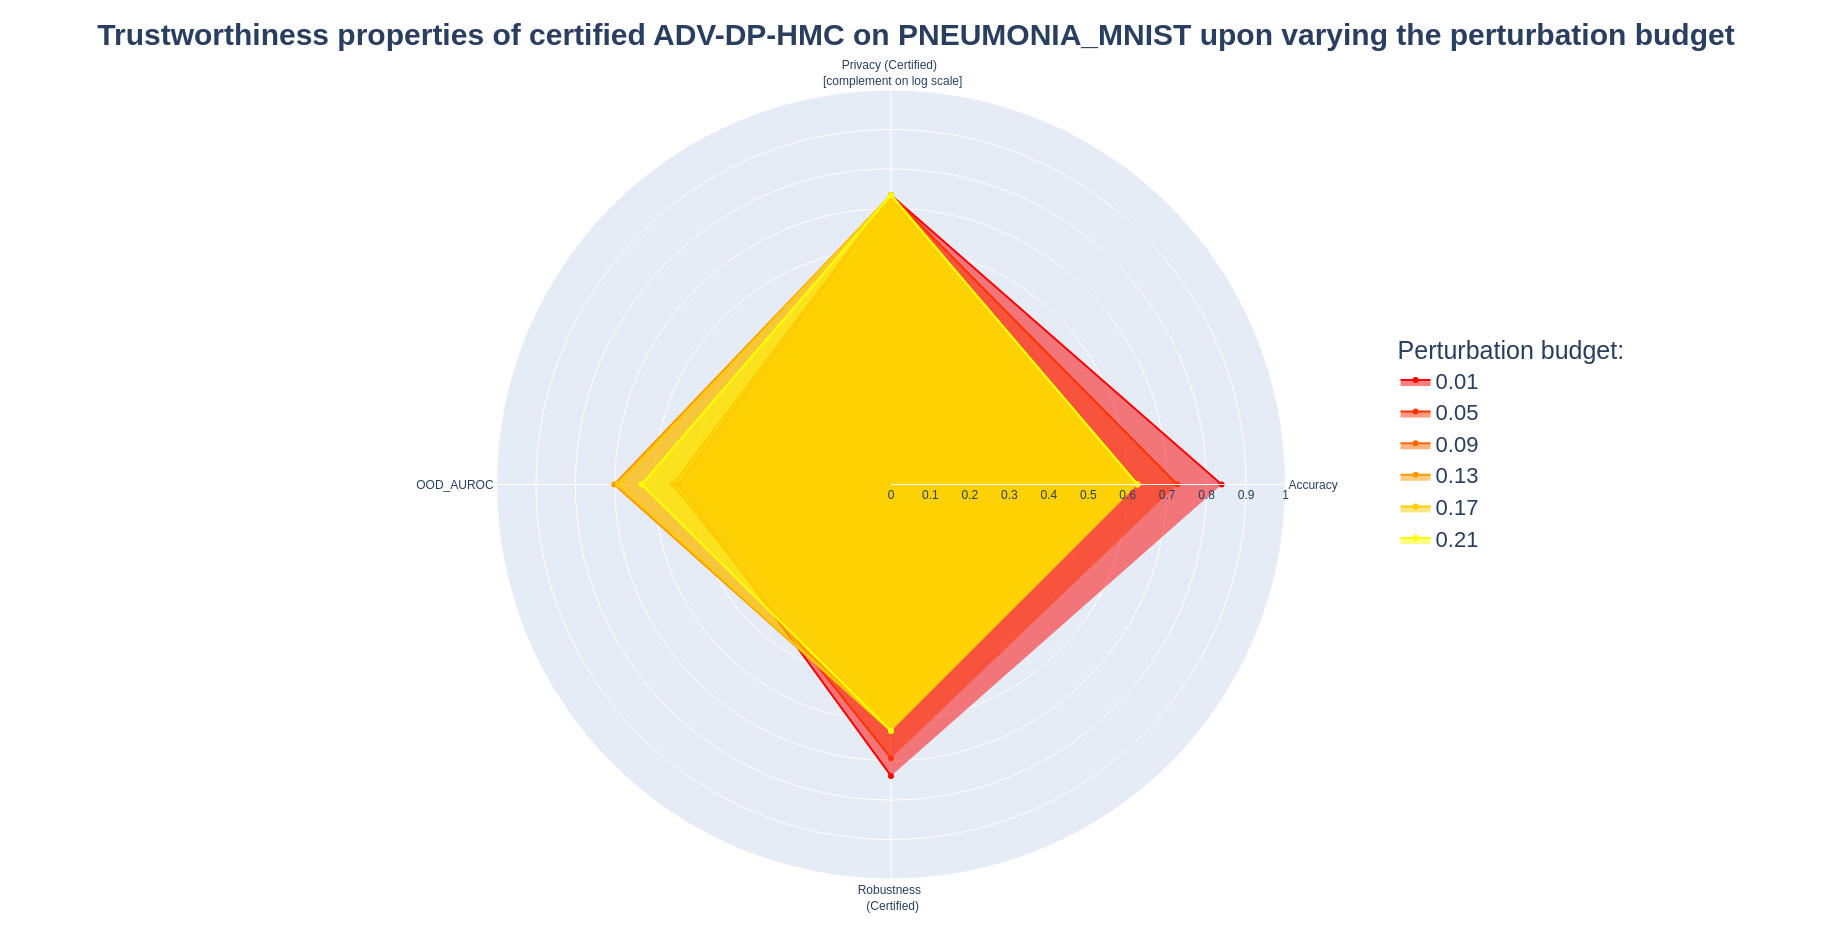 Trustworthiness properties of certified ADV-DP-HMC on PNEUMONIA_MNIST upon varying the perturbation budget
Privacy (Certified)
[complement on log scale]
OOD_AUROC
0 0.1 0.2 0.3 0.4 0.5 0.6 0.7 0.8 0.9 1
Accuracy
Robustness
(Certified)
Perturbation budget:
0.01
0.05
0.09
0.13
0.17
0.21